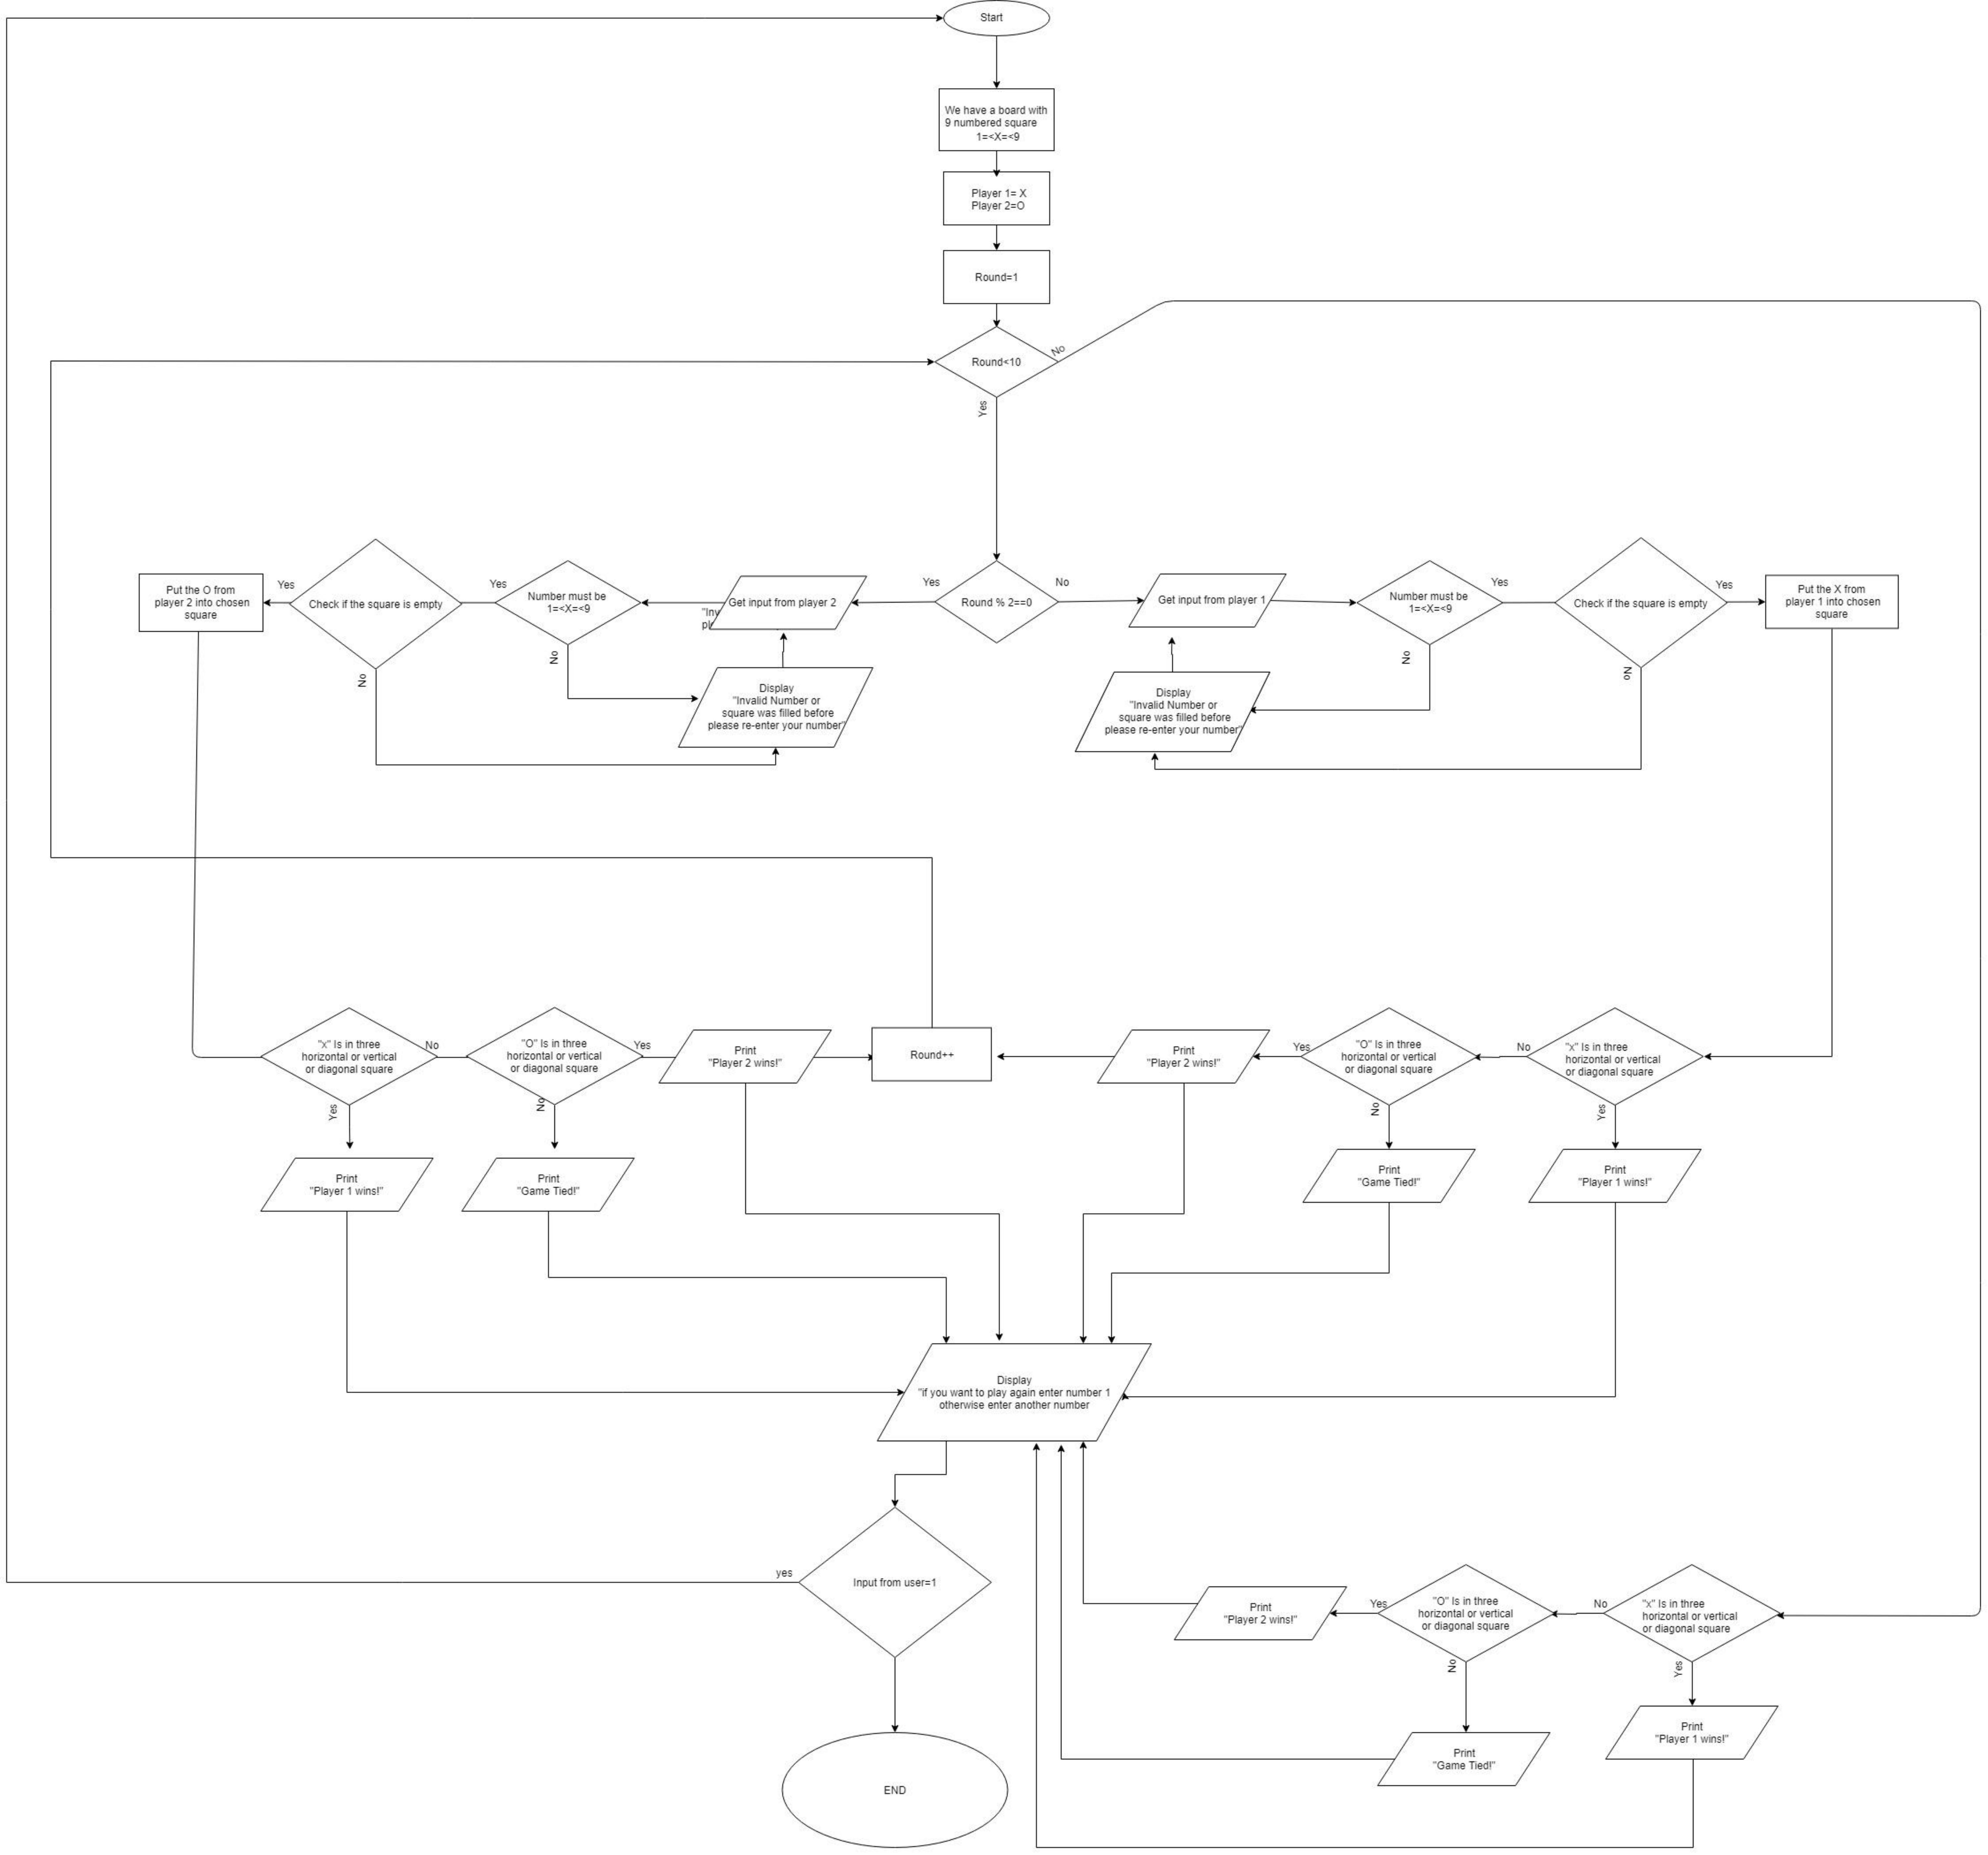 Start
We have a board with
9 numbered square
1=<X=<9
Player 1= X
Player 2=O
Round=1
Round<10
No
Yes
Put the O from
player 2 into chosen
square
Yes
Check if the square is empty
No
Yes
Number must be
1=<X=<9
No
Get input from player 2
Yes
Round % 2==0
No
Get input from player 1
Number must be
1=<X=<9
No
Yes
Check if the square is empty
No
Yes
Put the X from
player 1 into chosen
square
Display
"Invalid Number or
square was filled before
please re-enter your number"
Display
"Invalid Number or
square was filled before
please re-enter your number"
"x" Is in three
horizontal or vertical
or diagonal square
No
Yes
"O" Is in three
horizontal or vertical
or diagonal square
Yes
No
Print
"Player 2 wins!"
Round++
Print
"Player 2 wins!"
Yes
"O" Is in three
horizontal or vertical
or diagonal square
No
No
"x" Is in three
horizontal or vertical
or diagonal square
Yes
Print
"Player 1 wins!"
Print
"Game Tied!"
Print
"Game Tied!"
Print
"Player 1 wins!"
Display
"if you want to play again enter number 1
otherwise enter another number
yes
Input from user=1
Print
"Player 2 wins!"
Yes
"O" Is in three
horizontal or vertical
or diagonal square
No
No
"x" Is in three
horizontal or vertical
or diagonal square
Yes
Print
"Player 1 wins!"
Print
"Game Tied!"
END